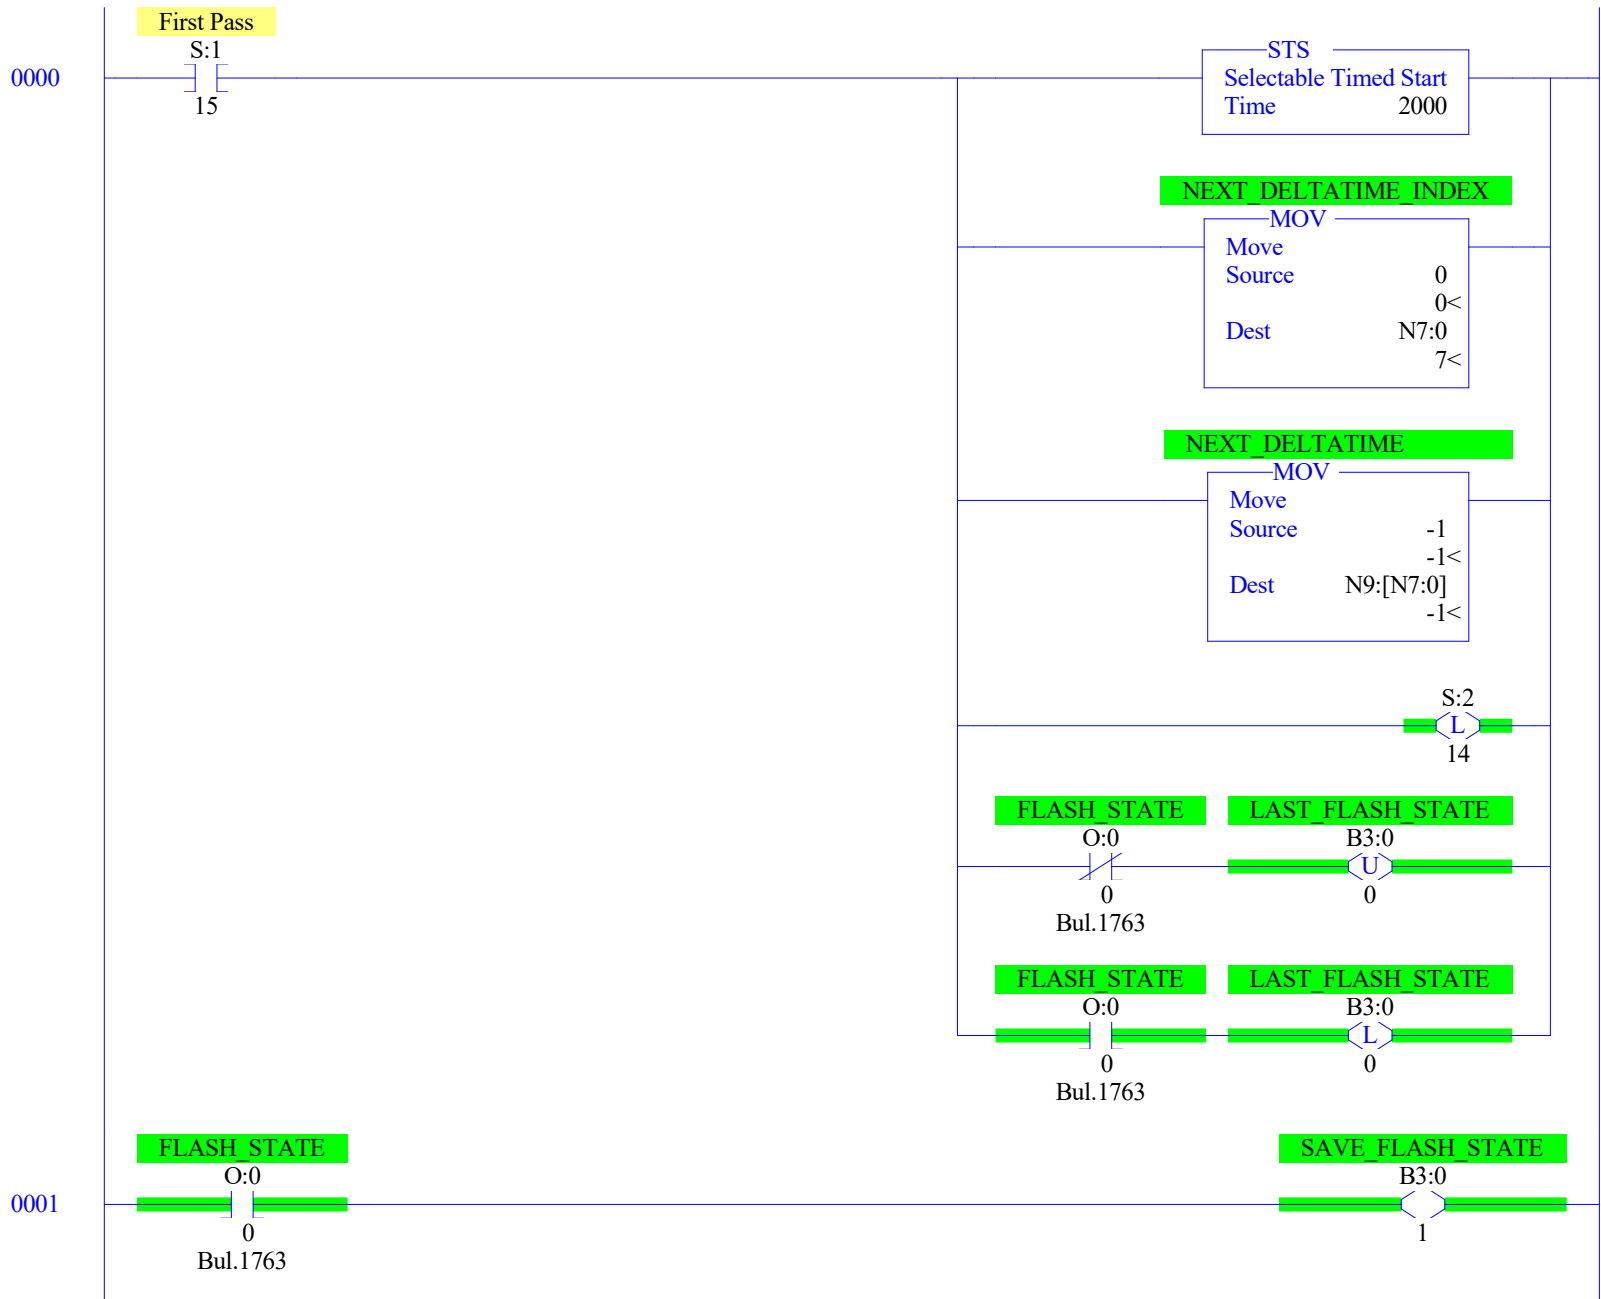 First Pass
S:1
0000
15
STS
Selectable Timed Start
Time 2000
NEXT_DELTATIME_INDEX
MOV
Move
Source 0
0<
Dest N7:0
7<
NEXT_DELTATIME
MOV
Move
Source -1
-1<
Dest N9:[N7:0]
-1<
S:2
L
14
FLASH_STATE LAST_FLASH_STATE
O:0 B3:0
U
0 0
Bul.1763
FLASH_STATE LAST_FLASH_STATE
O:0 B3:0
L
0 0
Bul.1763
FLASH_STATE SAVE_FLASH_STATE
O:0 B3:0
0001
0 1
Bul.1763